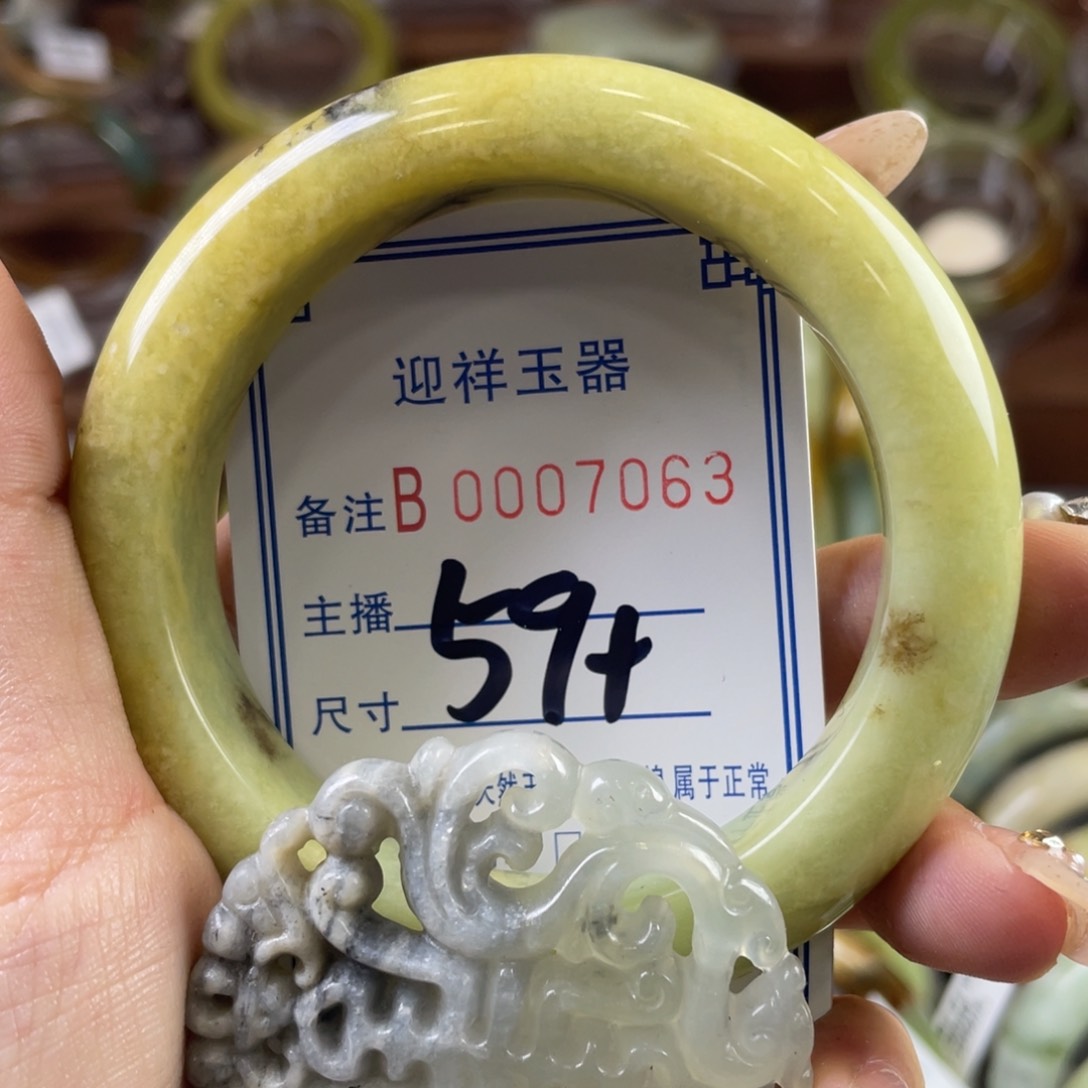 迎祥玉器
备注B 0007063
主播
59+
尺寸
属于正常